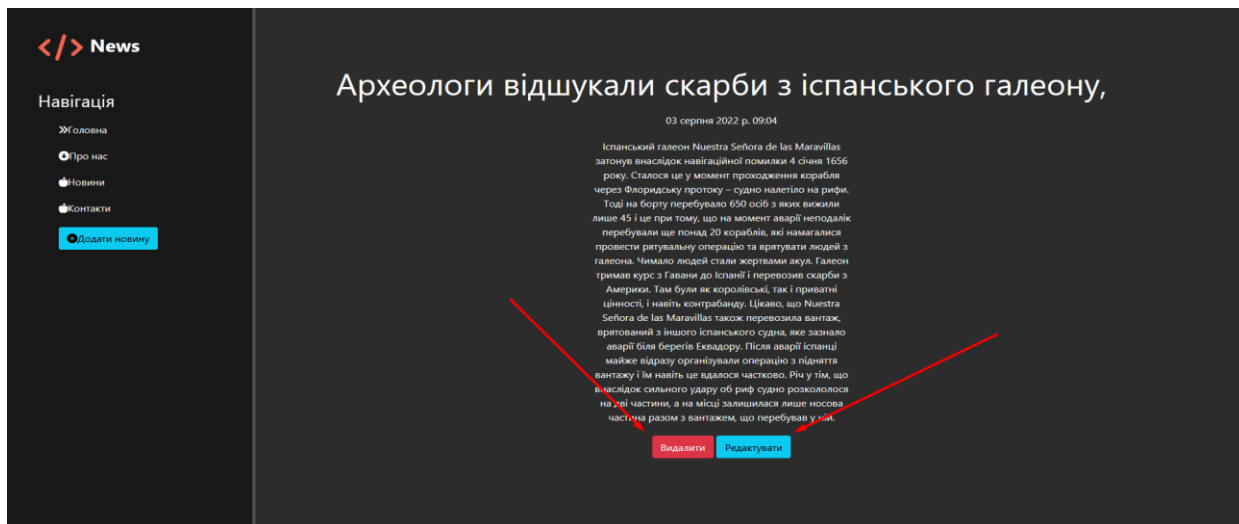 </> News
Навігація
Головна
Про нас
Новини
Контакти
Додати новину
Археологи відшукали скарби з іспанського галеону,
03 серпня 2022 р. 09:04
Іспанський галеон Nuestra Señora de las Maravillas
затонув внаслідок навігаційної помилки 4 січня 1656
року. Сталося це у момент проходження корабля
через Флоридську протоку – судно налетіло на рифи.
Тоді на борту перебувало 650 осіб з яких вижили
лише 45 і це при тому, що на момент аварії неподалік
перебували ще понад 20 кораблів, які намагалися
провести рятувальну операцію та врятувати людей з
галеона. Чимало людей стали жертвами акул. Галеон
тримав курс з Гавани до Іспанії і перевозив скарби з
Америки. Там були як королівські, так і приватні
цінності, і навіть контрабанду. Цікаво, що Nuestra
Señora de las Maravillas також перевозила вантаж,
врятований з іншого іспанського судна, яке зазнало
аварії біля берегів Еквадору. Після аварії іспанці
майже відразу організували операцію з підняття
вантажу і їм навіть це вдалося частково. Річ у тім, що
внаслідок сильного удару об риф судно розкололося
на дві частини, а на місці залишилася лише носова
частина разом з вантажем, що перебував у ній.
Видалити Редактувати